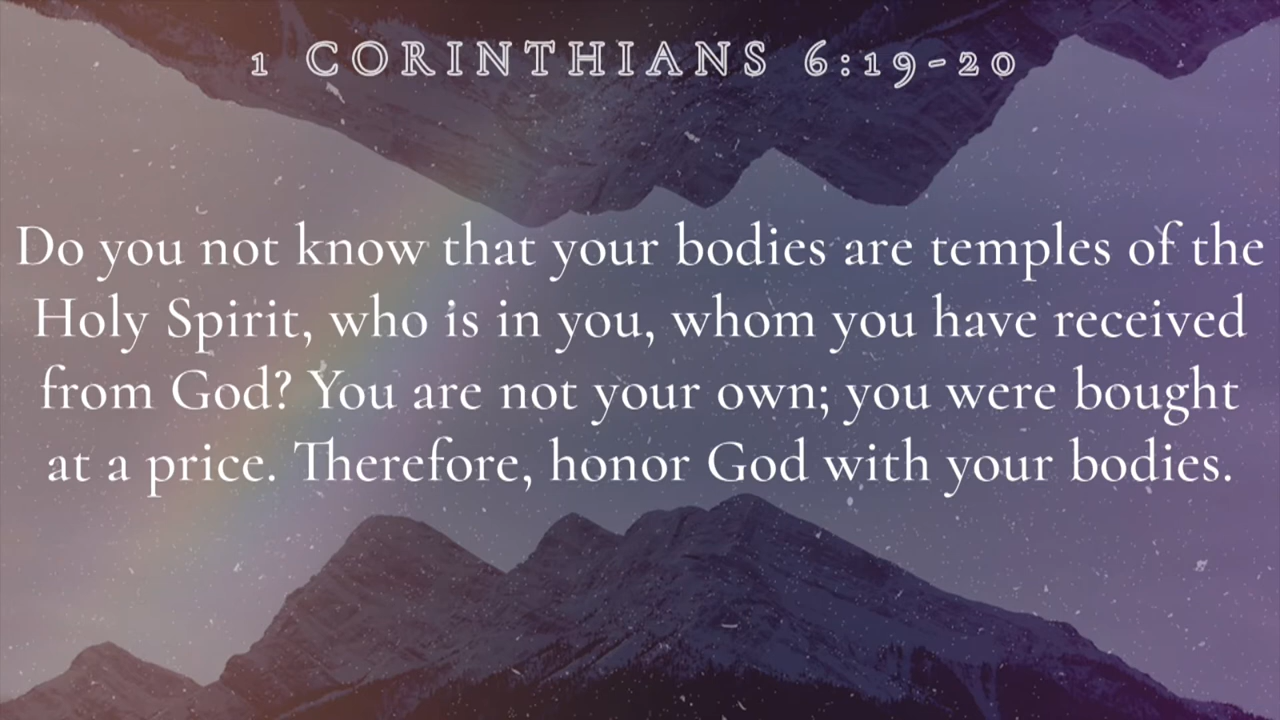 1 CORINTHIANS 6:19-20
Do you not know that your bodies are temples of the
Holy Spirit, who is in you, whom you have received
from God? You are not your own; you were bought
at a price. Therefore, honor God with your bodies.